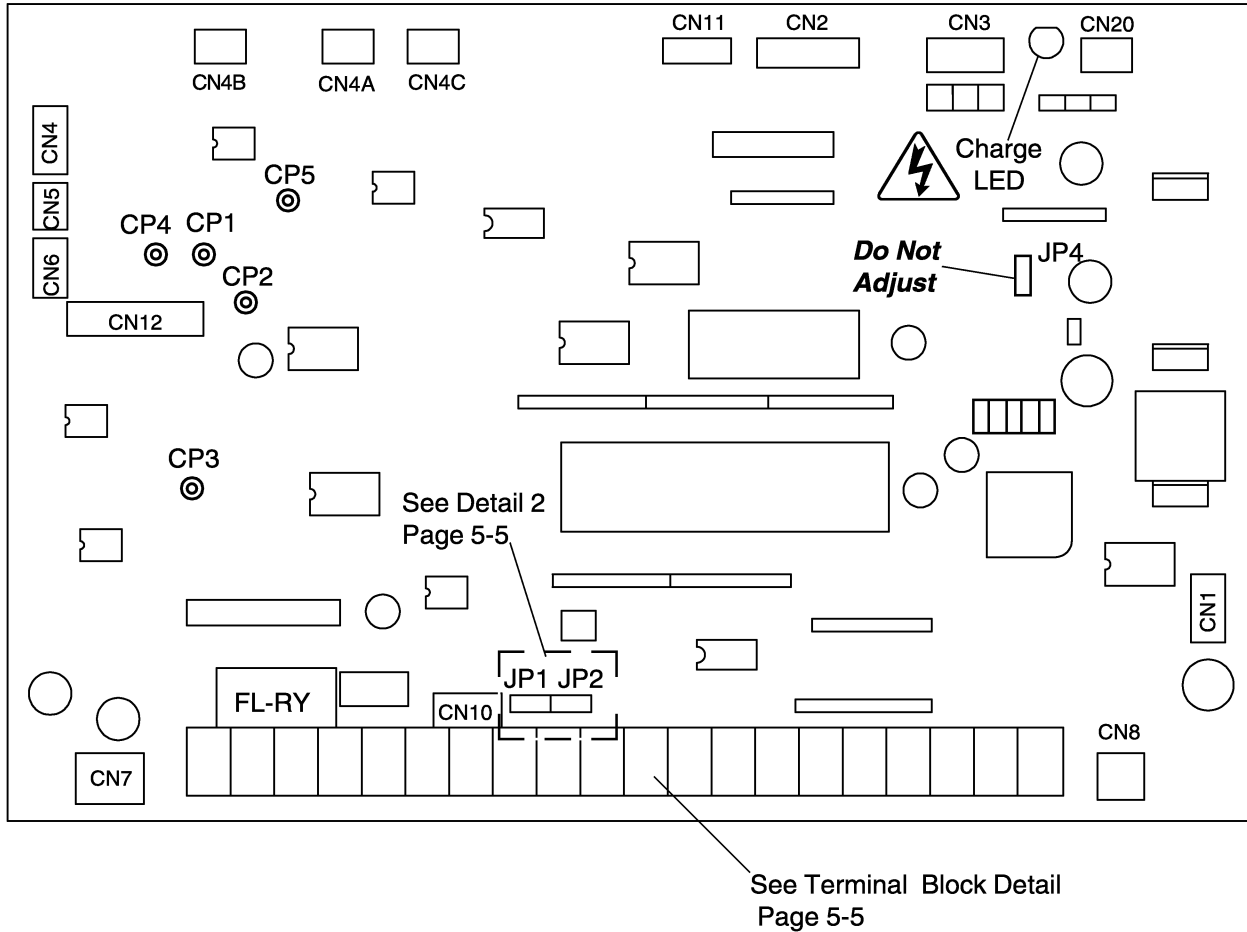 CN11
CN2
CN3
CN20
CN4B
CN4A
CN4C
CN4
CP5
Charge
LED
CN5
CP4
CP1
Do Not
Adjust
JP4
CN6
CP2
CN12
CP3
See Detail 2
Page 5-5
CN1
JP1 JP2
FL-RY
CN10
CN8
CN7
See Terminal Block Detail
Page 5-5